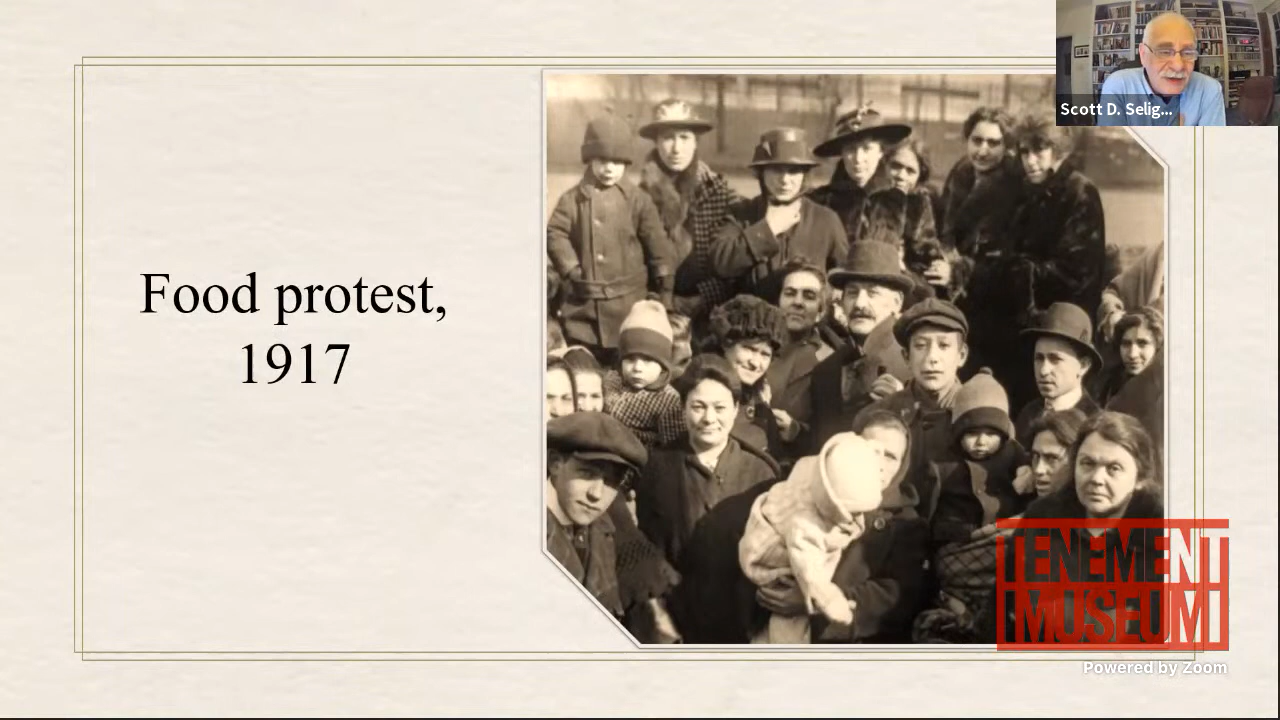 Scott D. Selig...
Food protest,
1917
TENEMENT
MUSEUM
Powered by Zoom